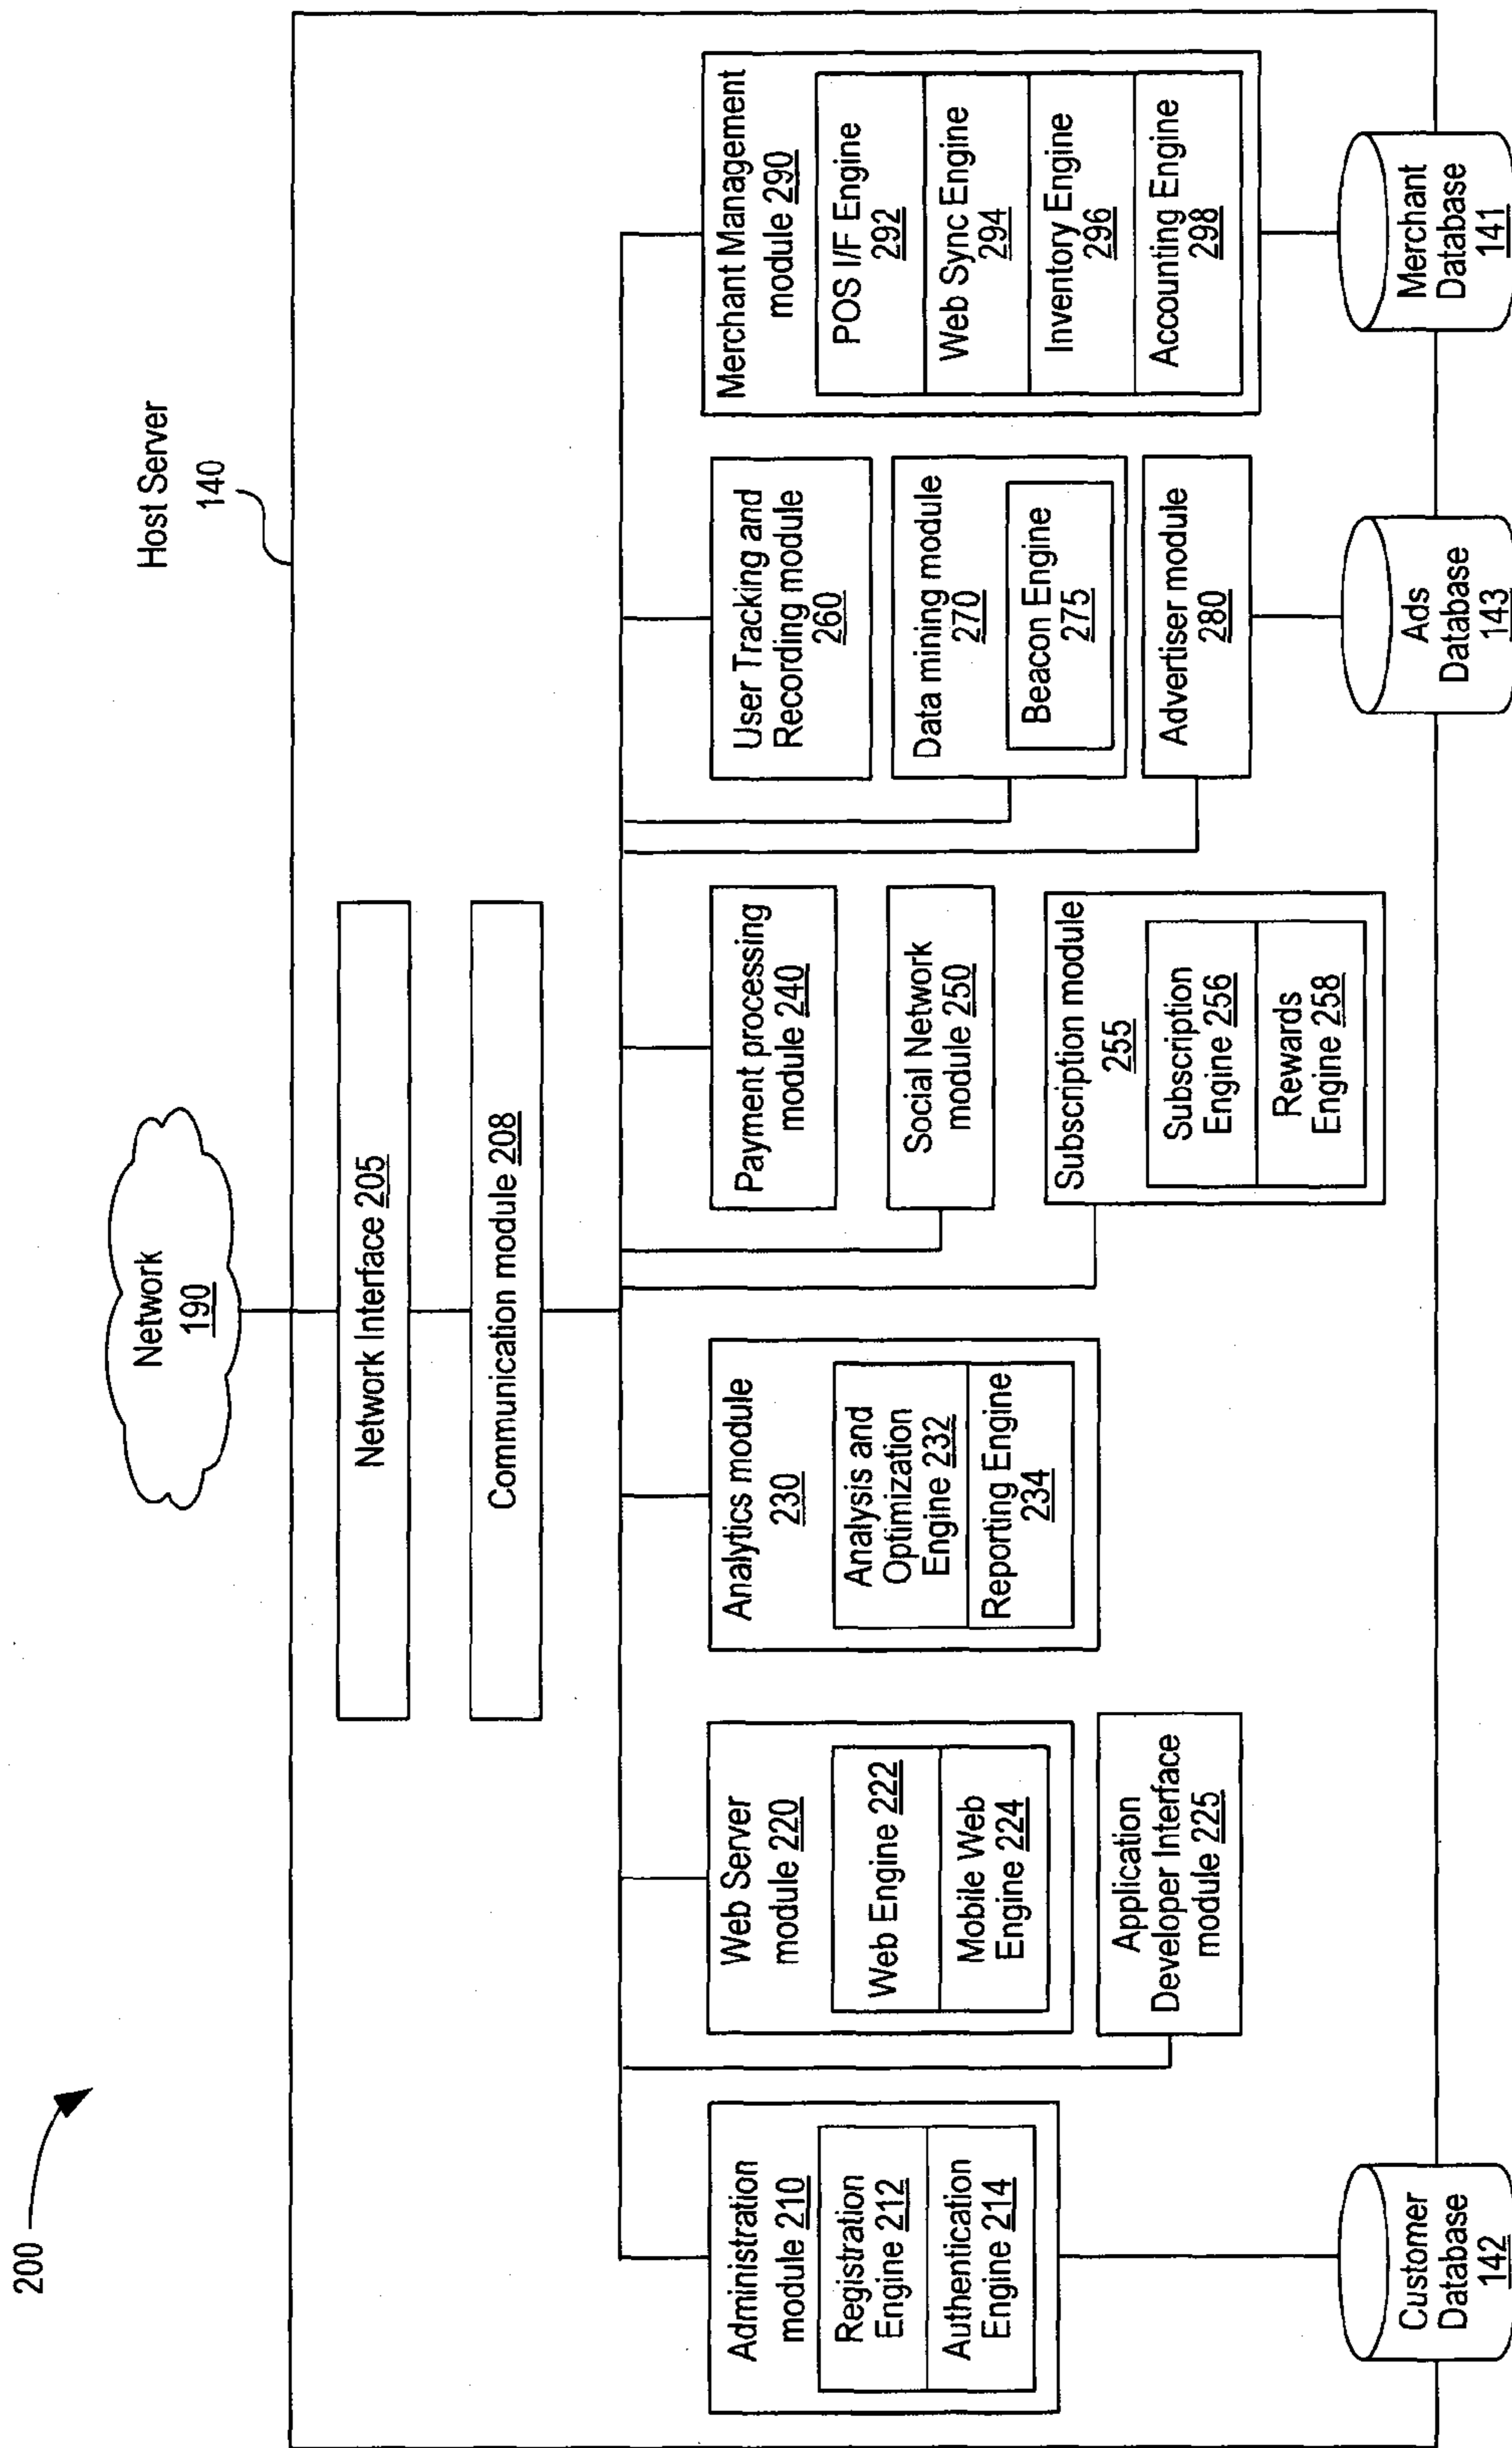 200
Network
190
Host Server
140
Network Interface 205
Communication module 208
Administration
module 210
Registration
Engine 212
Authentication
Engine 214
Web Server
module 220
Web Engine 222
Mobile Web
Engine 224
Application
Developer Interface
module 225
Analytics module
230
Analysis and
Optimization
Engine 232
Reporting Engine
234
Payment processing
module 240
Social Network
module 250
Subscription module
255
Subscription
Engine 256
Rewards
Engine 258
User Tracking and
Recording module
260
Data mining module
270
Beacon Engine
275
Advertiser module
280
Merchant Management
module 290
POS I/F Engine
292
Web Sync Engine
294
Inventory Engine
296
Accounting Engine
298
Customer
Database
142
Ads
Database
143
Merchant
Database
141